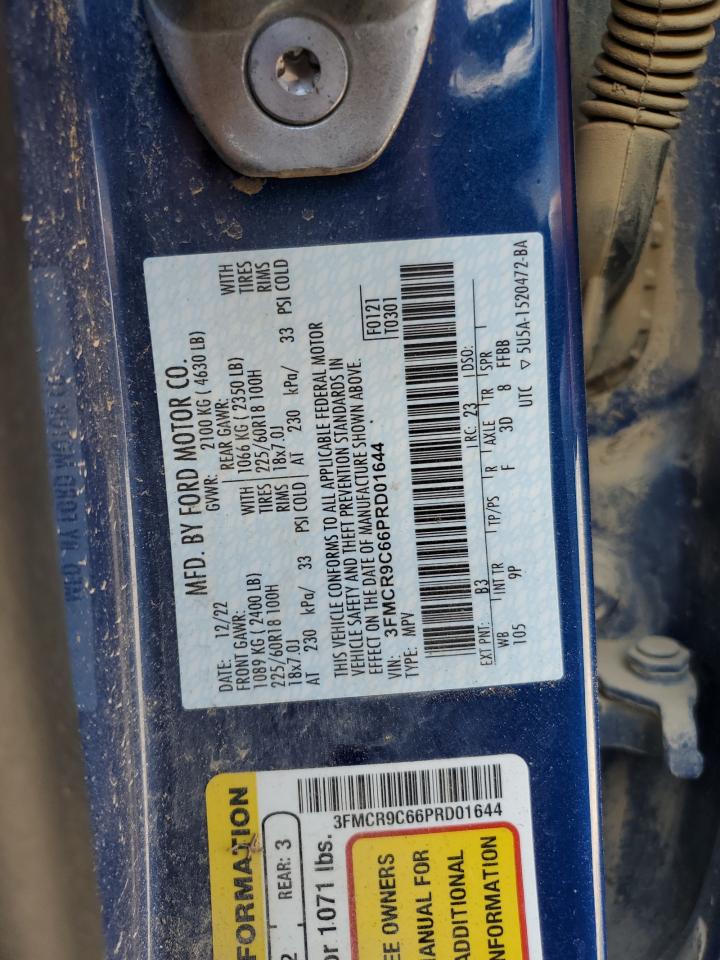 MFD. BY FORD MOTOR CO.
DATE: 12/22 GVWR: 2100 KG ( 4630 LB)
FRONT GAWR: REAR GAWR: WITH
1089 KG ( 2400 LB) WITH 1066 KG ( 2350 LB) TIRES
225/60R18 100H TIRES 225/60R18 100H RIMS
18x7.0J RIMS 18x7.0J
AT 230 kPa/ 33 PSI COLD AT 230 kPa/ 33 PSI COLD
THIS VEHICLE CONFORMS TO ALL APPLICABLE FEDERAL MOTOR
VEHICLE SAFETY AND THEFT PREVENTION STANDARDS IN
EFFECT ON THE DATE OF MANUFACTURE SHOWN ABOVE.
VIN: 3FMCR9C66PRD01644 F0121
TYPE: MPV T0301
EXT PNT: B3 RC: 23 DSO:
WB INT TR TP/PS R AXLE TR SPR
105 9P F 3D 8 FFBB
UTC ▽ 5U5A-1520472-BA
FORMATION
REAR: 3
2
or 1071 lbs.
3FMCR9C66PRD01644
EE OWNERS
ANUAL FOR
ADDITIONAL
NFORMATION